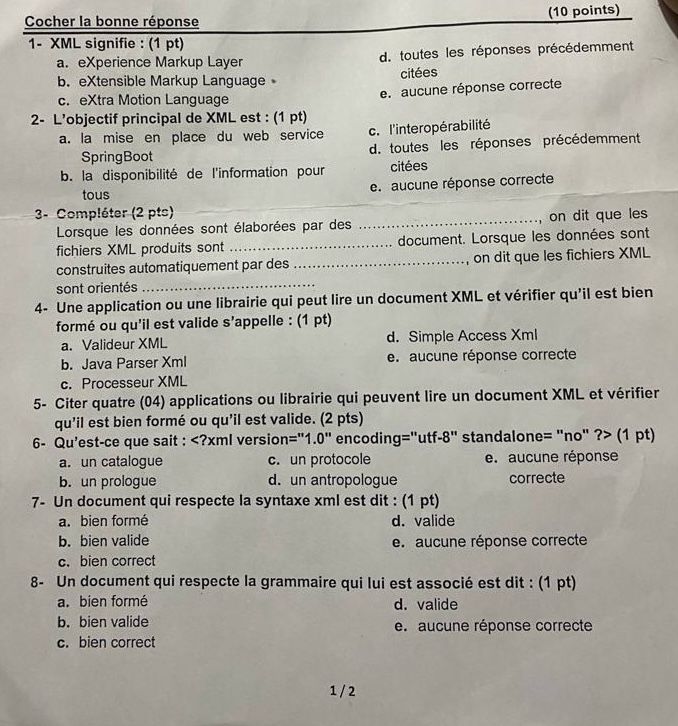 (10 points)
Cocher la bonne réponse
1- XML signifie : (1 pt)
a. eXperience Markup Layer
b. eXtensible Markup Language
c. eXtra Motion Language
d. toutes les réponses précédemment
citées
e. aucune réponse correcte
2- L'objectif principal de XML est : (1 pt)
a. la mise en place du web service
SpringBoot
b. la disponibilité de l'information pour
tous
c. l'interopérabilité
d. toutes les réponses précédemment
citées
e. aucune réponse correcte
3- Compléter (2 pts)
Lorsque les données sont élaborées par des ......................................, on dit que les
fichiers XML produits sont ................................... document. Lorsque les données sont
construites automatiquement par des ....................................., on dit que les fichiers XML
sont orientés .....................................
4- Une application ou une librairie qui peut lire un document XML et vérifier qu'il est bien
formé ou qu'il est valide s'appelle : (1 pt)
a. Valideur XML
b. Java Parser Xml
c. Processeur XML
d. Simple Access Xml
e. aucune réponse correcte
5- Citer quatre (04) applications ou librairie qui peuvent lire un document XML et vérifier
qu'il est bien formé ou qu'il est valide. (2 pts)
6- Qu'est-ce que sait : <?xml version="1.0" encoding="utf-8" standalone= "no" ?> (1 pt)
a. un catalogue
b. un prologue
c. un protocole
d. un antropologue
e. aucune réponse
correcte
7- Un document qui respecte la syntaxe xml est dit : (1 pt)
a. bien formé
b. bien valide
c. bien correct
d. valide
e. aucune réponse correcte
8- Un document qui respecte la grammaire qui lui est associé est dit : (1 pt)
a. bien formé
b. bien valide
c. bien correct
d. valide
e. aucune réponse correcte
1 / 2